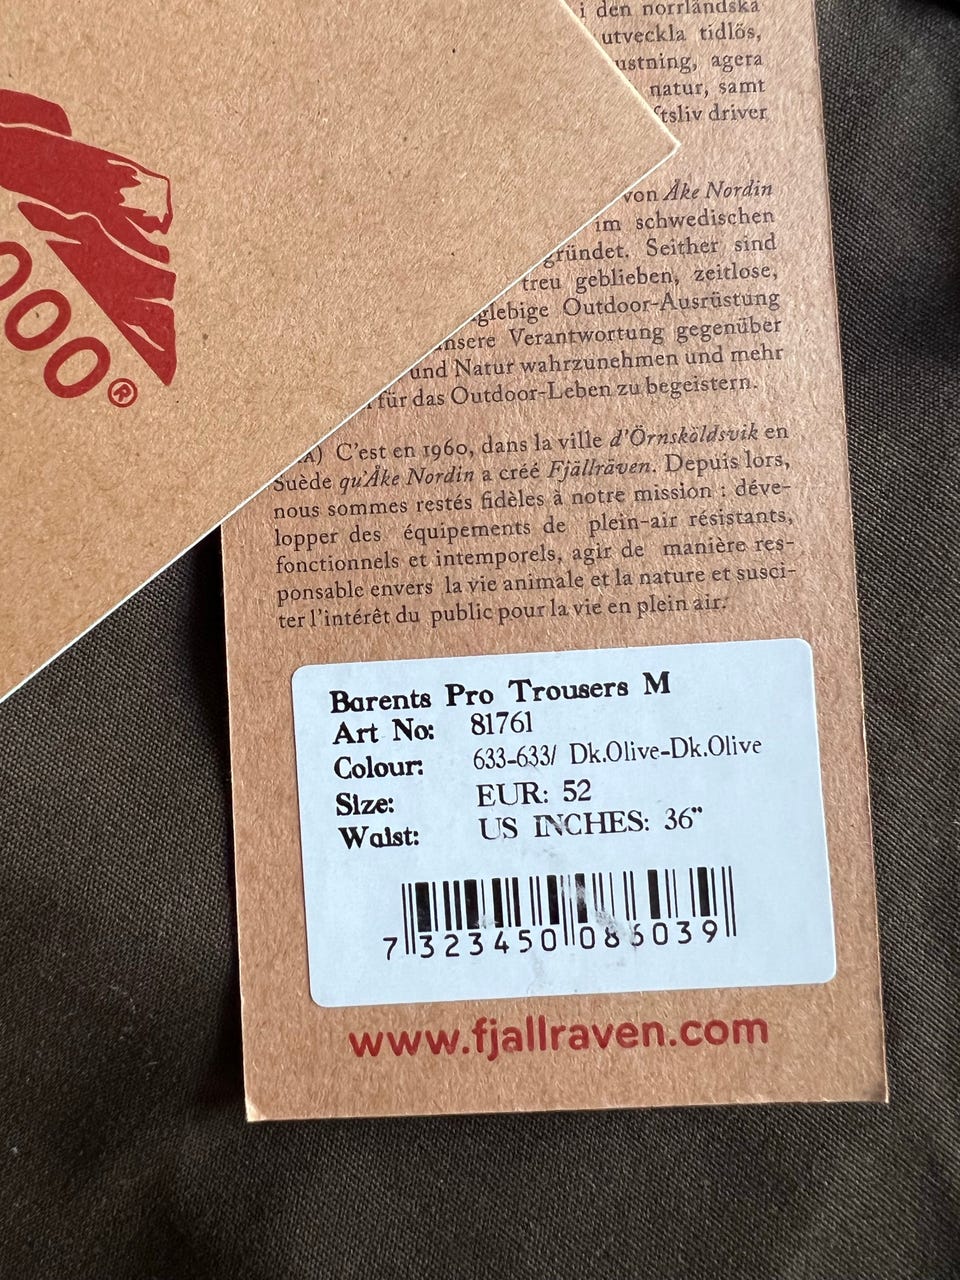 i den norrländska
utveckla tidlös,
ustning, agera
natur, samt
tsliv driver
von Åke Nordin
im schwedischen
gründet. Seither sind
treu geblieben, zeitlose,
glebige Outdoor-Ausrüstung
nsere Verantwortung gegenüber
und Natur wahrzunehmen und mehr
für das Outdoor-Leben zu begeistern.
A) C'est en 1960, dans la ville d'Örnsköldsvik en
Suède qu'Åke Nordin a créé Fjällräven. Depuis lors,
nous sommes restés fidèles à notre mission : déve-
lopper des équipements de plein-air résistants,
fonctionnels et intemporels, agir de manière res-
ponsable envers la vie animale et la nature et susci-
ter l'intérêt du public pour la vie en plein air.
000®
Barents Pro Trousers M
Art No: 81761
Colour: 633-633/ Dk.Olive-Dk.Olive
Size: EUR: 52
Waist: US INCHES: 36"
7 323450 086039
www.fjallraven.com